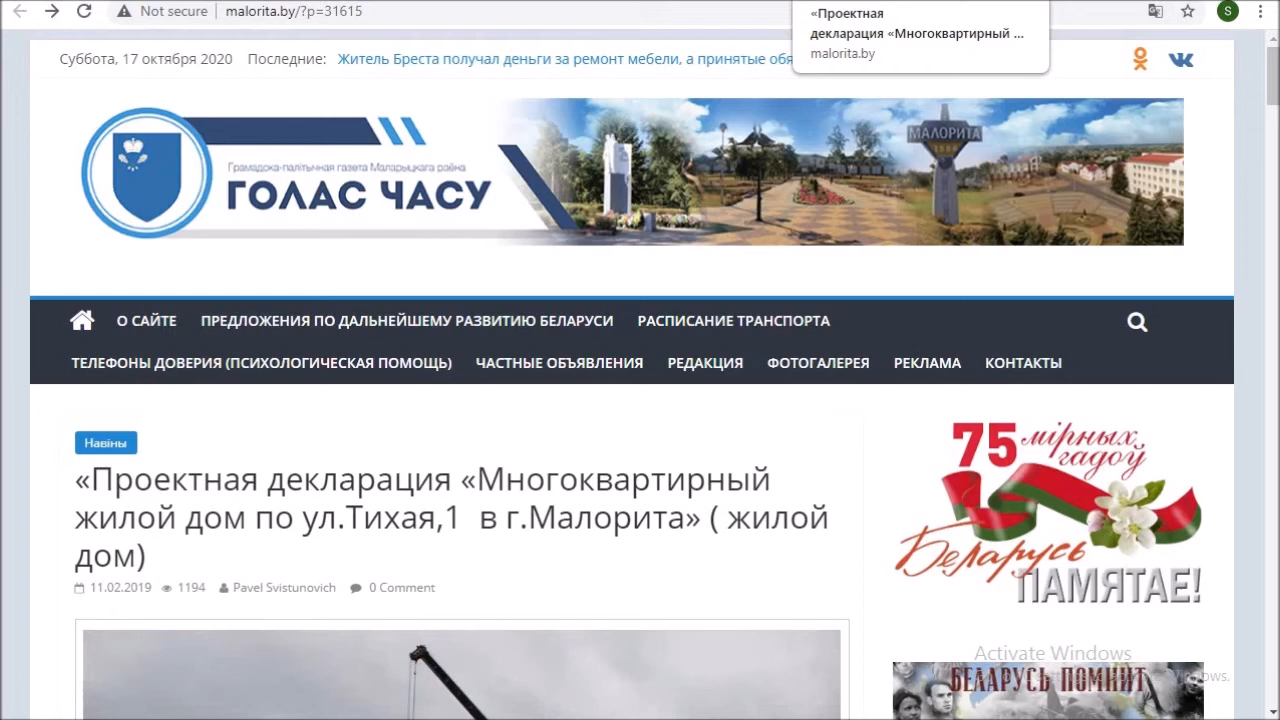 Not secure
malorita.by/?p=31615
S
«Проектная
декларация «Многоквартирный ...
malorita.by
Суббота, 17 октября 2020
Последние:
Житель Бреста получал деньги за ремонт мебели, а принятые обя
Грамадска-палітычная газета Маларыцкага раёна
ГОЛАС ЧАСУ
МАЛОРИТА
О САЙТЕ
ПРЕДЛОЖЕНИЯ ПО ДАЛЬНЕЙШЕМУ РАЗВИТИЮ БЕЛАРУСИ
РАСПИСАНИЕ ТРАНСПОРТА
ТЕЛЕФОНЫ ДОВЕРИЯ (ПСИХОЛОГИЧЕСКАЯ ПОМОЩЬ)
ЧАСТНЫЕ ОБЪЯВЛЕНИЯ
РЕДАКЦИЯ
ФОТОГАЛЕРЕЯ
РЕКЛАМА
КОНТАКТЫ
Навіны
«Проектная декларация «Многоквартирный
жилой дом по ул.Тихая,1 в г.Малорита» ( жилой
дом)
11.02.2019
1194
Pavel Svistunovich
0 Comment
75 мірных
гадоў
Беларусь
ПАМЯТАЕ!
Activate Windows
БЕЛАРУСЬ ПОМНИТ